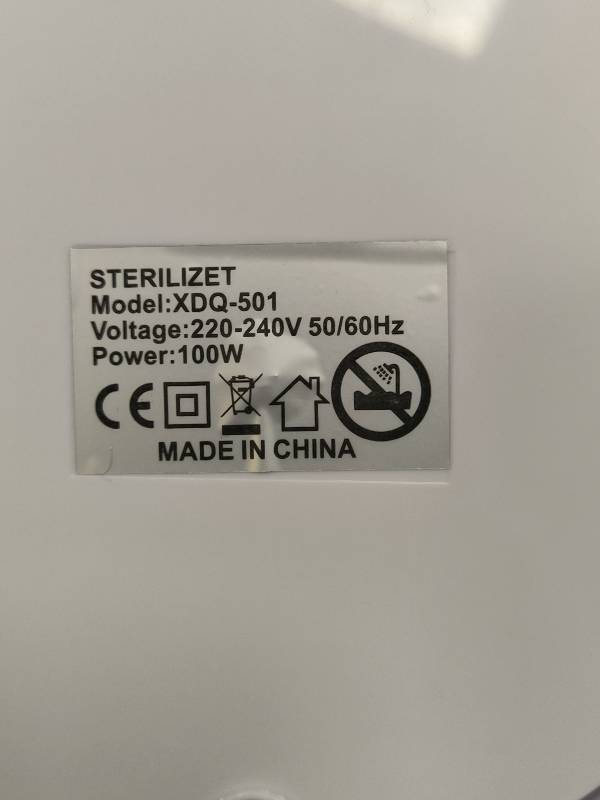 STERILIZET
Model:XDQ-501
Voltage:220-240V 50/60Hz
Power:100W
CE
MADE IN CHINA